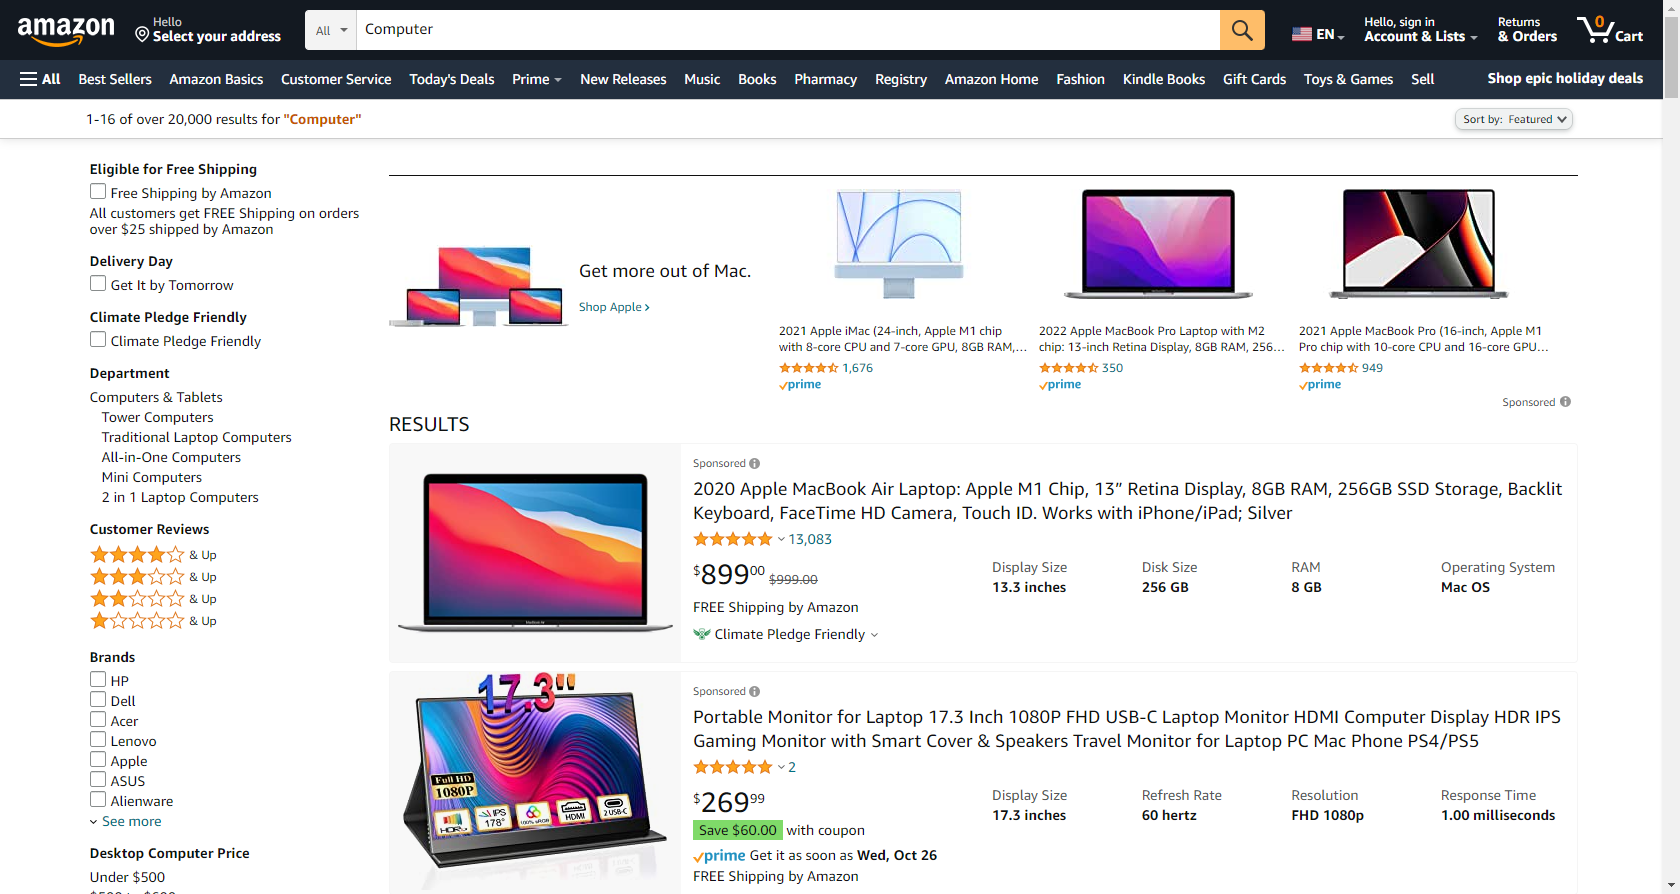 amazon
Hello
Select your address
All
Computer
EN
Hello, sign in
Account & Lists
Returns
& Orders
0
Cart
All
Best Sellers
Amazon Basics
Customer Service
Today's Deals
Prime
New Releases
Music
Books
Pharmacy
Registry
Amazon Home
Fashion
Kindle Books
Gift Cards
Toys & Games
Sell
Shop epic holiday deals
1-16 of over 20,000 results for "Computer"
Sort by: Featured
Eligible for Free Shipping
Free Shipping by Amazon
All customers get FREE Shipping on orders
over $25 shipped by Amazon
Delivery Day
Get It by Tomorrow
Climate Pledge Friendly
Climate Pledge Friendly
Department
Computers & Tablets
Tower Computers
Traditional Laptop Computers
All-in-One Computers
Mini Computers
2 in 1 Laptop Computers
Customer Reviews
& Up
& Up
& Up
& Up
Brands
HP
Dell
Acer
Lenovo
Apple
ASUS
Alienware
See more
Desktop Computer Price
Under $500
Get more out of Mac.
Shop Apple ›
2021 Apple iMac (24-inch, Apple M1 chip
with 8-core CPU and 7-core GPU, 8GB RAM,...
1,676
prime
2022 Apple MacBook Pro Laptop with M2
chip: 13-inch Retina Display, 8GB RAM, 256...
350
prime
2021 Apple MacBook Pro (16-inch, Apple M1
Pro chip with 10-core CPU and 16-core GPU...
949
prime
Sponsored
RESULTS
Sponsored
2020 Apple MacBook Air Laptop: Apple M1 Chip, 13” Retina Display, 8GB RAM, 256GB SSD Storage, Backlit
Keyboard, FaceTime HD Camera, Touch ID. Works with iPhone/iPad; Silver
13,083
$89900 $999.00
FREE Shipping by Amazon
Climate Pledge Friendly
Display Size
13.3 inches
Disk Size
256 GB
RAM
8 GB
Operating System
Mac OS
17.3"
Full HD
1080P
HDR
IPS
178°
100% sRGB
HDMI
2 USB-C
Sponsored
Portable Monitor for Laptop 17.3 Inch 1080P FHD USB-C Laptop Monitor HDMI Computer Display HDR IPS
Gaming Monitor with Smart Cover & Speakers Travel Monitor for Laptop PC Mac Phone PS4/PS5
2
$26999
Save $60.00 with coupon
prime Get it as soon as Wed, Oct 26
FREE Shipping by Amazon
Display Size
17.3 inches
Refresh Rate
60 hertz
Resolution
FHD 1080p
Response Time
1.00 milliseconds